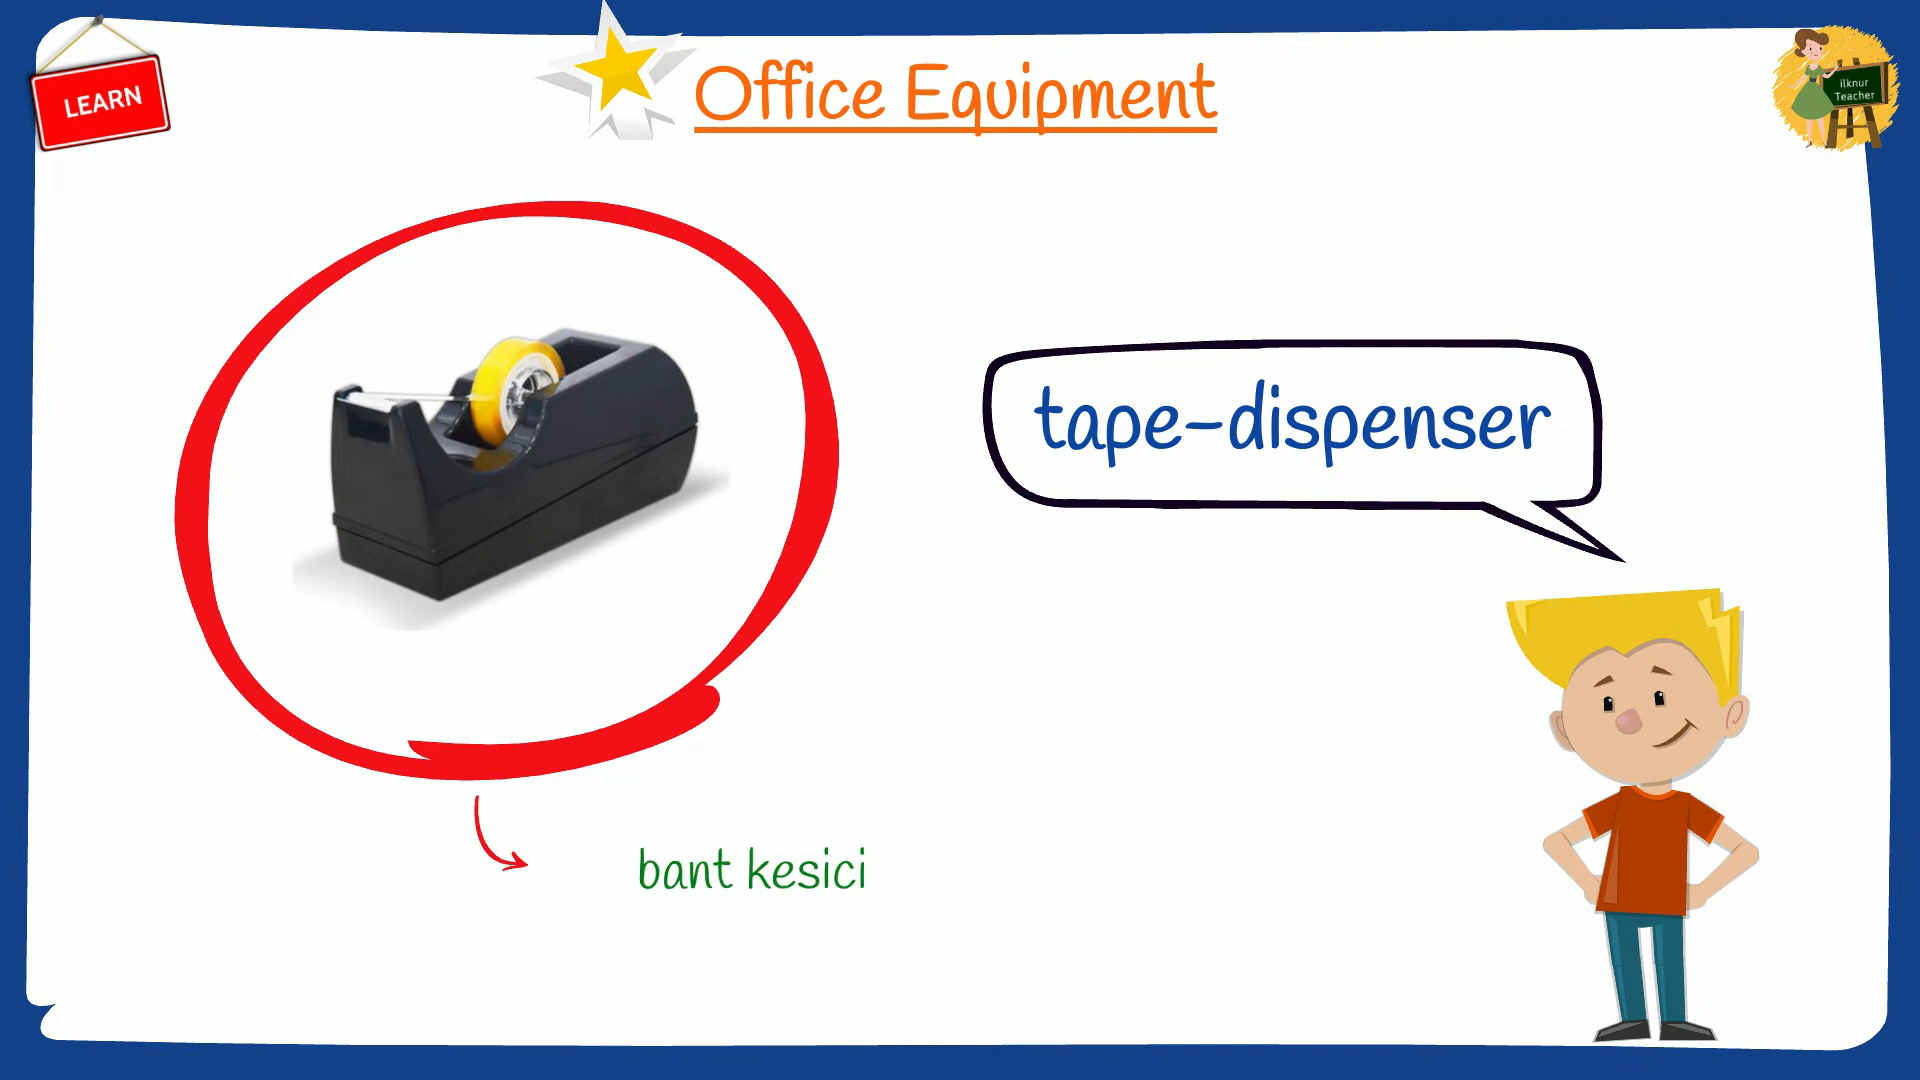 LEARN
Office Equipment
ilknur
Teacher
tape-dispenser
bant kesici